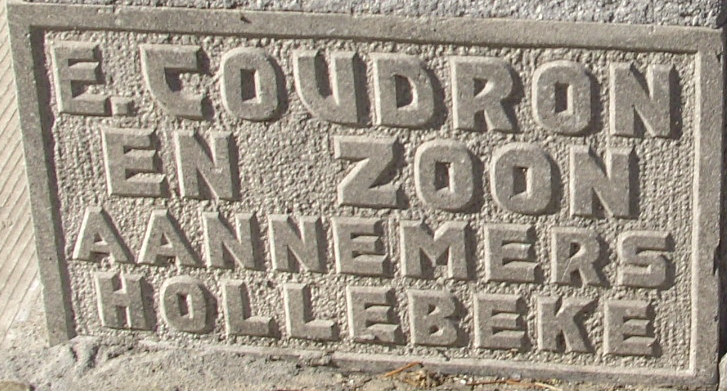 E. COUDRON
EN ZOON
AANNEMERS
HOLLEBEKE